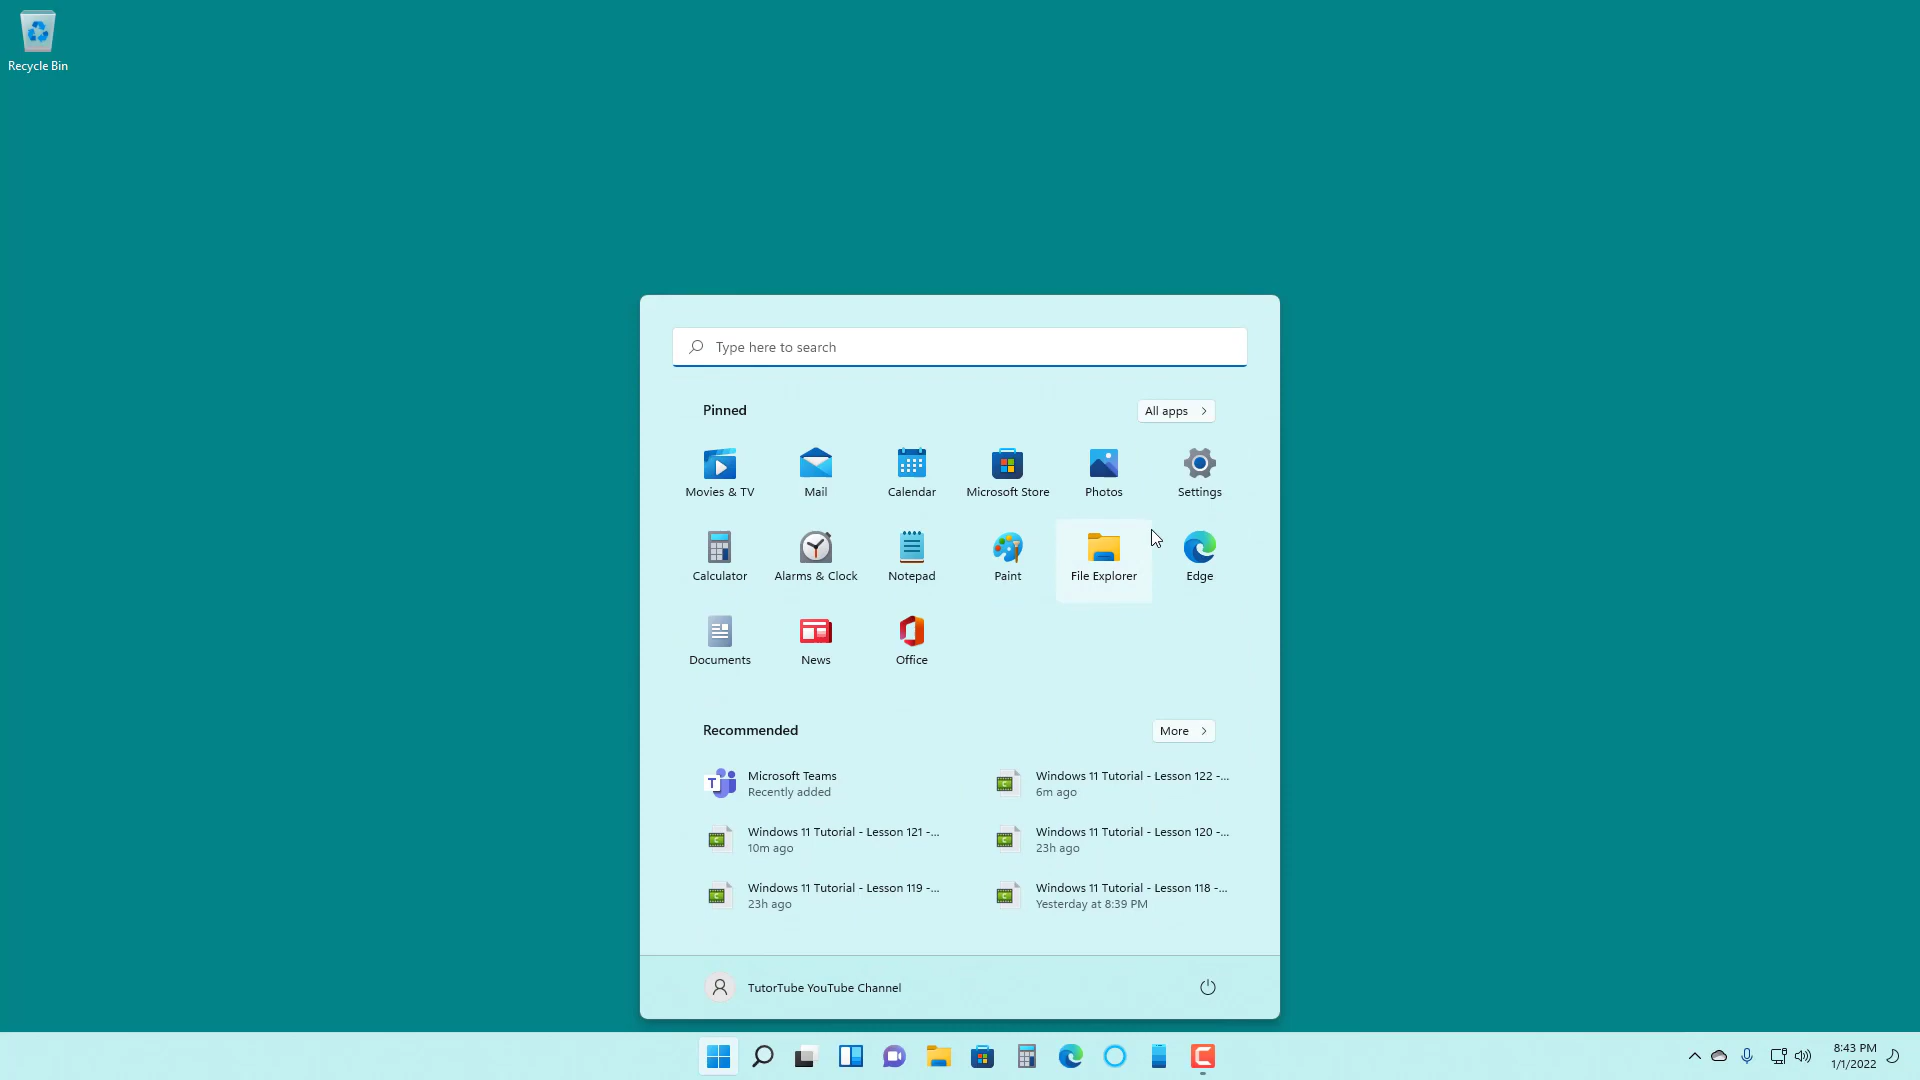 Recycle Bin
Type here to search
Pinned
All apps
Movies & TV
Mail
Calendar
Microsoft Store
Photos
Settings
Calculator
Alarms & Clock
Notepad
Paint
File Explorer
Edge
Documents
News
Office
Recommended
More
Microsoft Teams
Recently added
Windows 11 Tutorial - Lesson 122 -...
6m ago
Windows 11 Tutorial - Lesson 121 -...
10m ago
Windows 11 Tutorial - Lesson 120 -...
23h ago
Windows 11 Tutorial - Lesson 119 -...
23h ago
Windows 11 Tutorial - Lesson 118 -...
Yesterday at 8:39 PM
TutorTube YouTube Channel
8:43 PM
1/1/2022